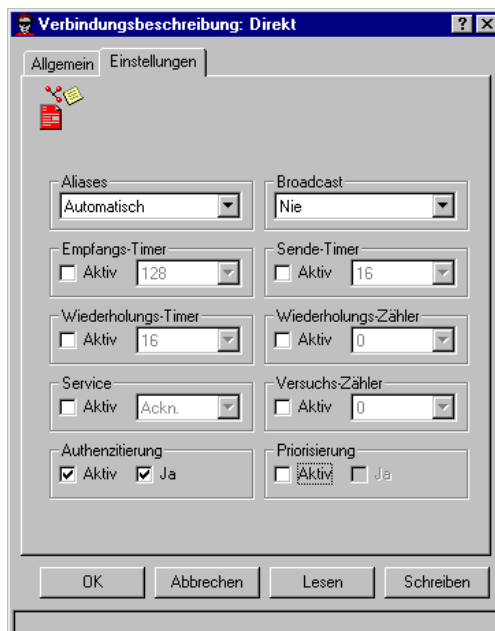 Verbindungsbeschreibung: Direkt
Allgemein Einstellungen
Aliases Broadcast
Automatisch Nie
Empfangs-Timer Sende-Timer
Aktiv 128 Aktiv 16
Wiederholungs-Timer Wiederholungs-Zähler
Aktiv 16 Aktiv 0
Service Versuchs-Zähler
Aktiv Ackn. Aktiv 0
Authenzitierung Priorisierung
Aktiv Ja Aktiv Ja
OK Abbrechen Lesen Schreiben